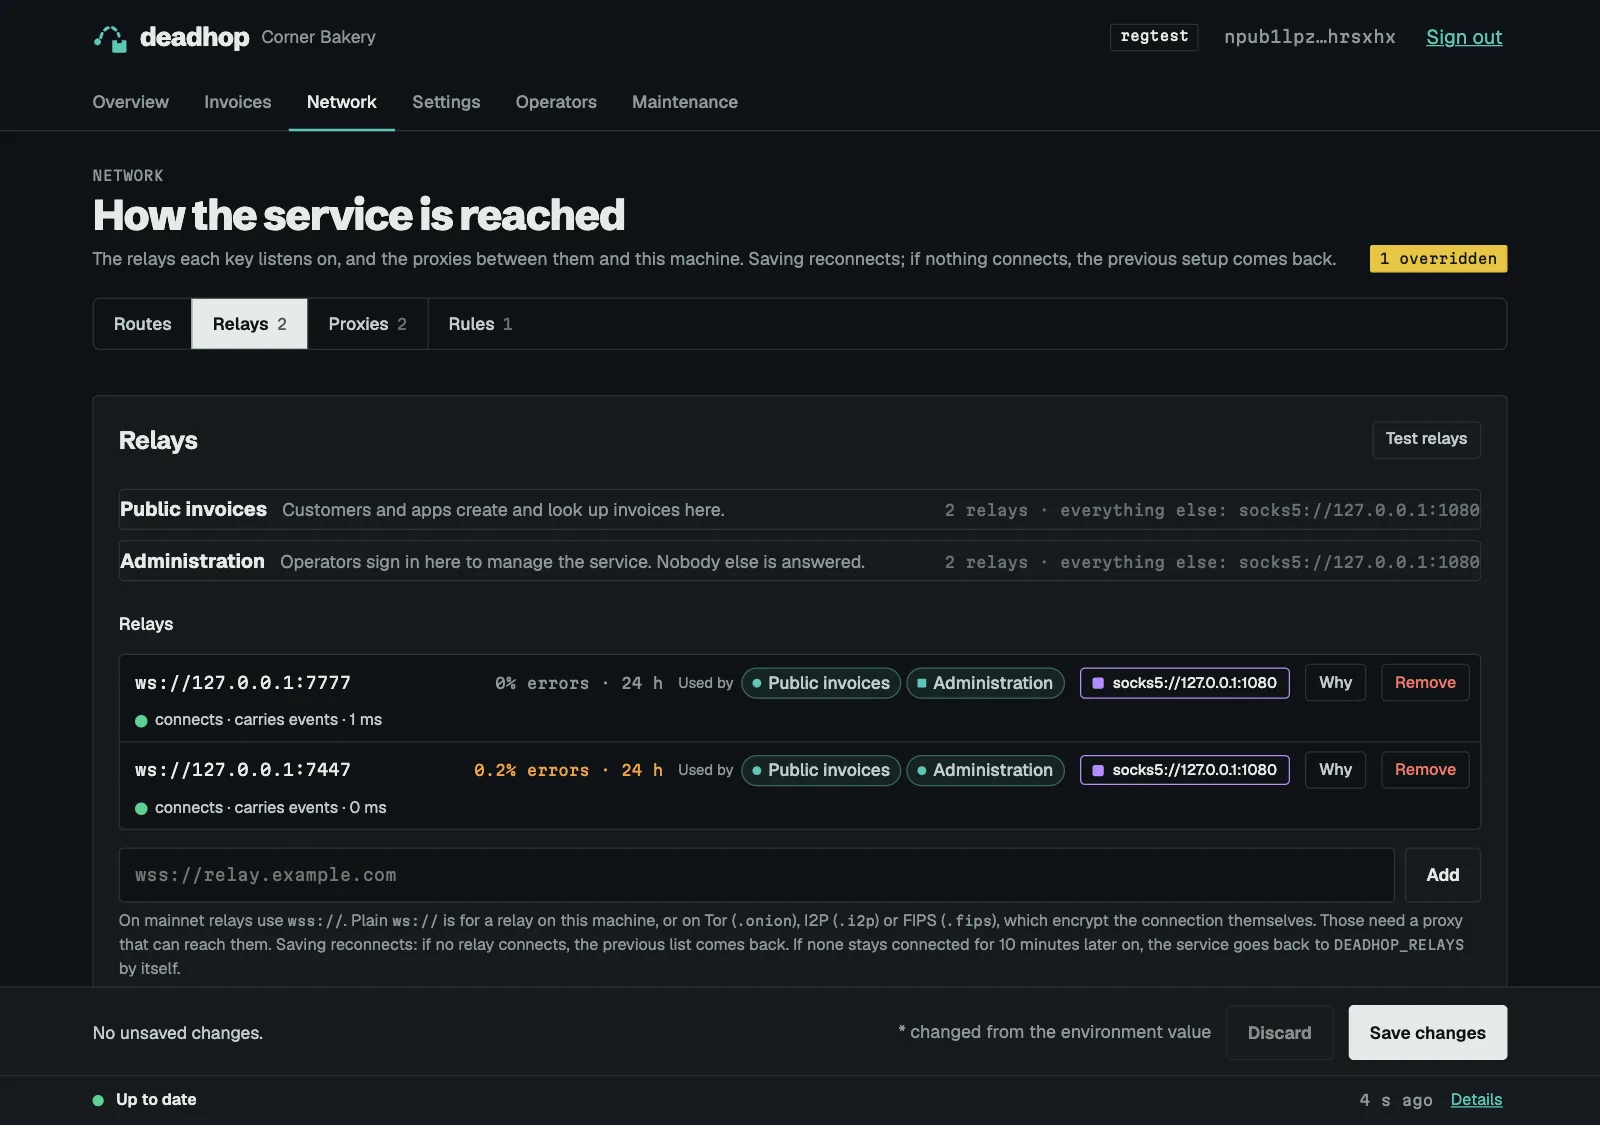 deadhop Corner Bakery regtest npub1lpz…hrsxhx Sign out
Overview Invoices Network Settings Operators Maintenance
NETWORK
How the service is reached
The relays each key listens on, and the proxies between them and this machine. Saving reconnects; if nothing connects, the previous setup comes back. 1 overridden
Routes Relays 2 Proxies 2 Rules 1
Relays Test relays
Public invoices Customers and apps create and look up invoices here. 2 relays · everything else: socks5://127.0.0.1:1080
Administration Operators sign in here to manage the service. Nobody else is answered. 2 relays · everything else: socks5://127.0.0.1:1080
Relays
ws://127.0.0.1:7777 0% errors · 24 h Used by Public invoices Administration socks5://127.0.0.1:1080 Why Remove
connects · carries events · 1 ms
ws://127.0.0.1:7447 0.2% errors · 24 h Used by Public invoices Administration socks5://127.0.0.1:1080 Why Remove
connects · carries events · 0 ms
wss://relay.example.com Add
On mainnet relays use wss://. Plain ws:// is for a relay on this machine, or on Tor (.onion), I2P (.i2p) or FIPS (.fips), which encrypt the connection themselves. Those need a proxy
that can reach them. Saving reconnects: if no relay connects, the previous list comes back. If none stays connected for 10 minutes later on, the service goes back to DEADHOP_RELAYS
by itself.
No unsaved changes. * changed from the environment value Discard Save changes
Up to date 4 s ago Details